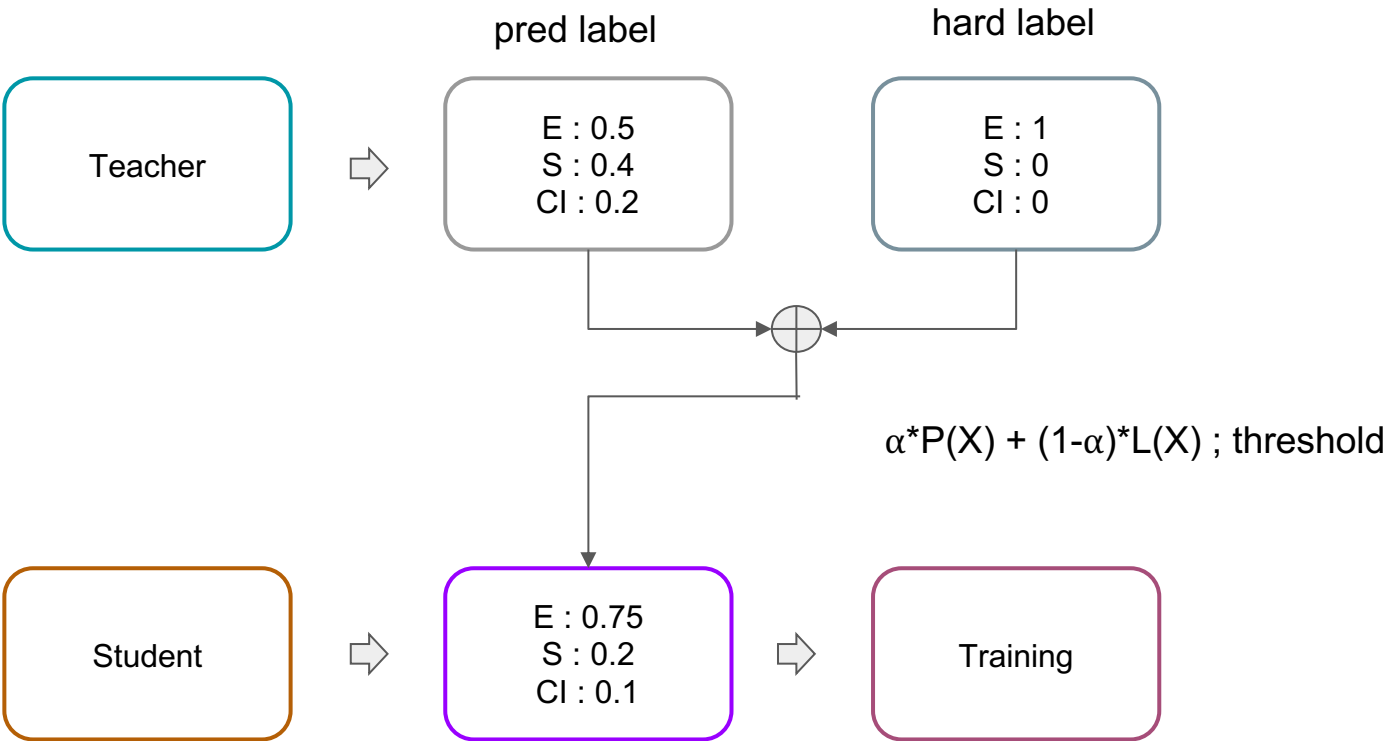 pred label
hard label
Teacher
E : 0.5
S : 0.4
CI : 0.2
E : 1
S : 0
CI : 0
α*P(X) + (1-α)*L(X) ; threshold
Student
E : 0.75
S : 0.2
CI : 0.1
Training